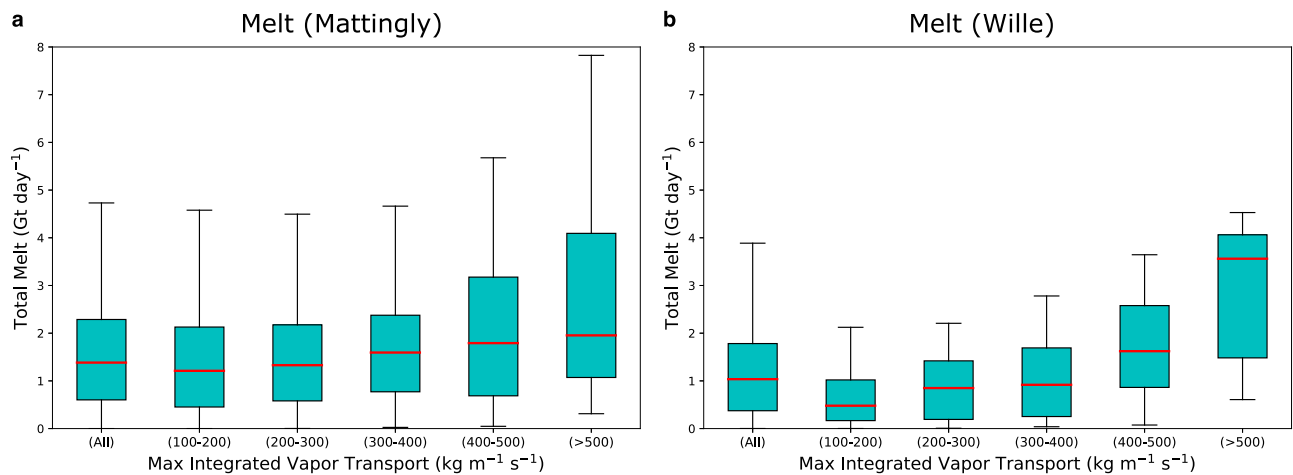 a
Melt (Mattingly)
8
7
6
5
4
3
2
1
0
Total Melt (Gt day⁻¹)
(All)
(100-200)
(200-300)
(300-400)
(400-500)
(>500)
Max Integrated Vapor Transport (kg m⁻¹ s⁻¹)
b
Melt (Wille)
8
7
6
5
4
3
2
1
0
Total Melt (Gt day⁻¹)
(All)
(100-200)
(200-300)
(300-400)
(400-500)
(>500)
Max Integrated Vapor Transport (kg m⁻¹ s⁻¹)